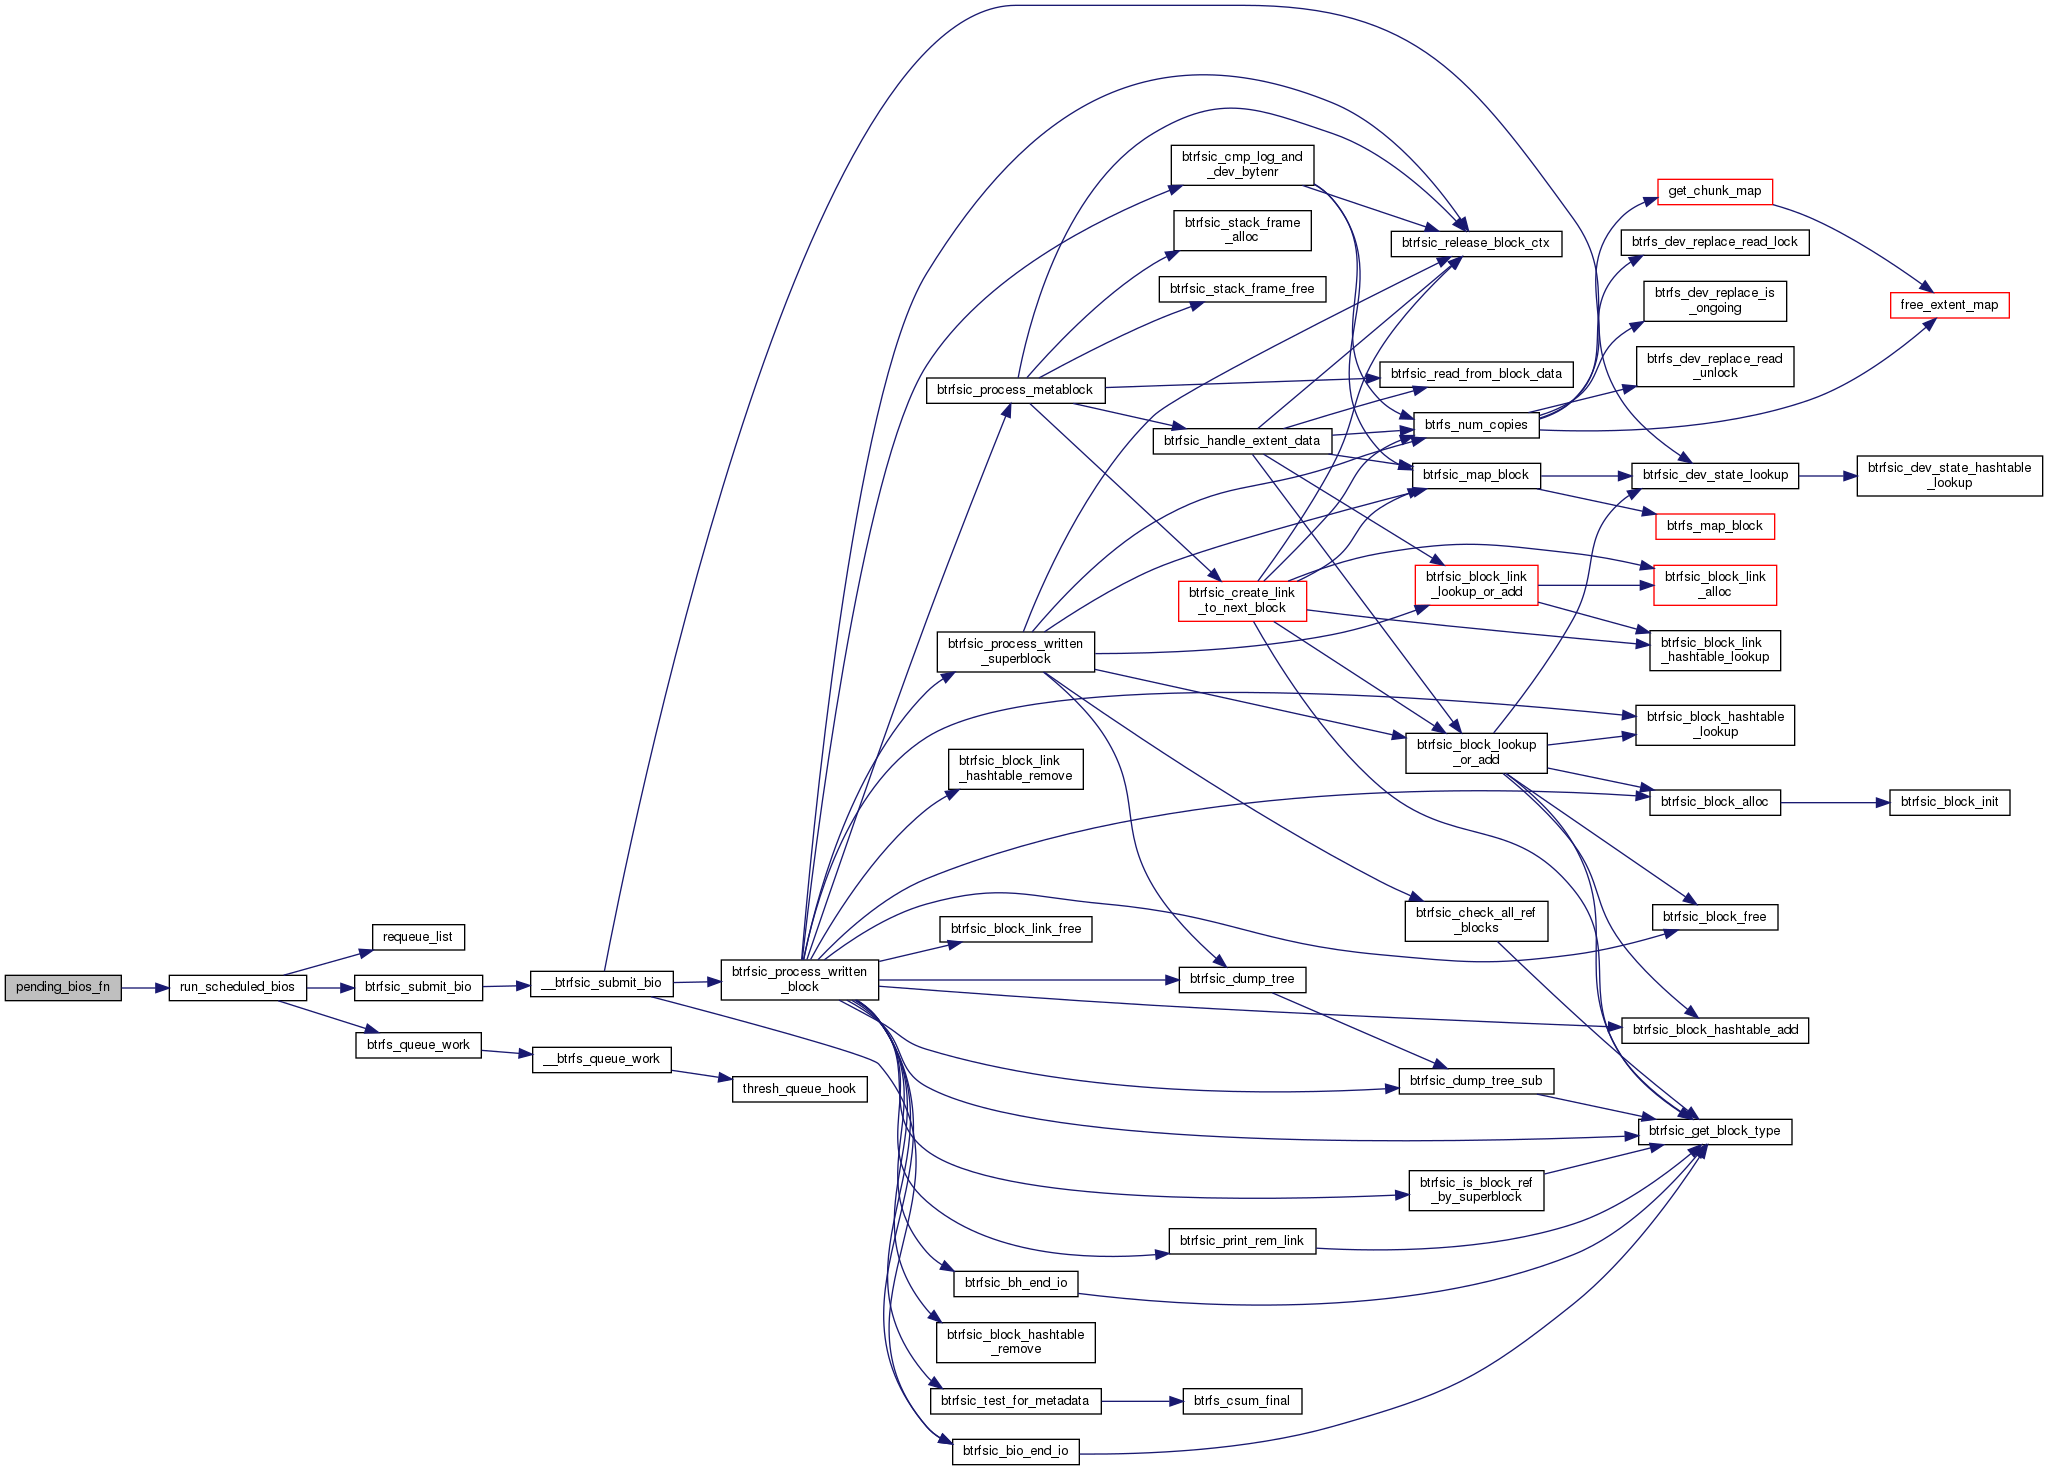 pending_bios_fn
run_scheduled_bios
requeue_list
btrfsic_submit_bio
btrfs_queue_work
__btrfsic_submit_bio
__btrfs_queue_work
thresh_queue_hook
btrfsic_process_written
_block
btrfsic_process_metablock
btrfsic_process_written
_superblock
btrfsic_block_link
_hashtable_remove
btrfsic_block_link_free
btrfsic_bh_end_io
btrfsic_block_hashtable
_remove
btrfsic_test_for_metadata
btrfsic_bio_end_io
btrfsic_cmp_log_and
_dev_bytenr
btrfsic_stack_frame
_alloc
btrfsic_stack_frame_free
btrfsic_handle_extent_data
btrfsic_create_link
_to_next_block
btrfsic_dump_tree
btrfsic_print_rem_link
btrfs_csum_final
btrfsic_release_block_ctx
btrfsic_read_from_block_data
btrfs_num_copies
btrfsic_map_block
btrfsic_block_link
_lookup_or_add
btrfsic_block_lookup
_or_add
btrfsic_check_all_ref
_blocks
btrfsic_dump_tree_sub
btrfsic_is_block_ref
_by_superblock
get_chunk_map
btrfs_dev_replace_read_lock
btrfs_dev_replace_is
_ongoing
btrfs_dev_replace_read
_unlock
btrfsic_dev_state_lookup
btrfs_map_block
btrfsic_block_link
_alloc
btrfsic_block_link
_hashtable_lookup
btrfsic_block_hashtable
_lookup
btrfsic_block_alloc
btrfsic_block_free
btrfsic_block_hashtable_add
btrfsic_get_block_type
free_extent_map
btrfsic_dev_state_hashtable
_lookup
btrfsic_block_init